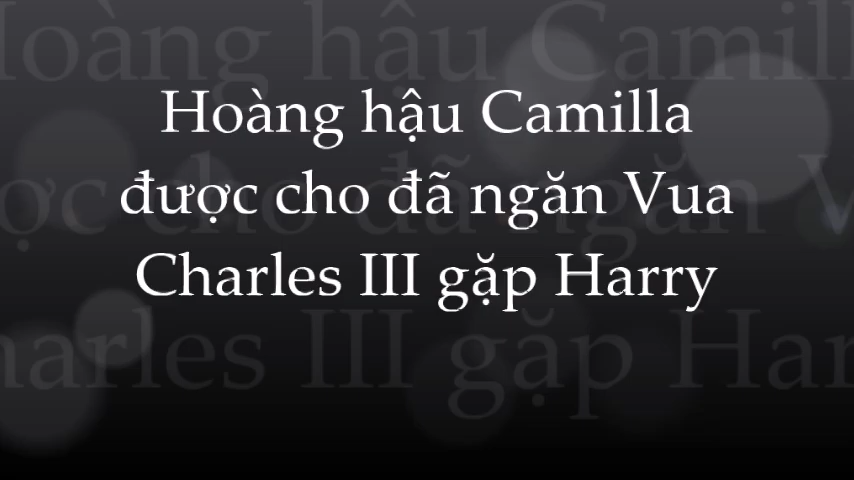 Hoàng hậu Camilla
được cho đã ngăn Vua
Charles III gặp Harry